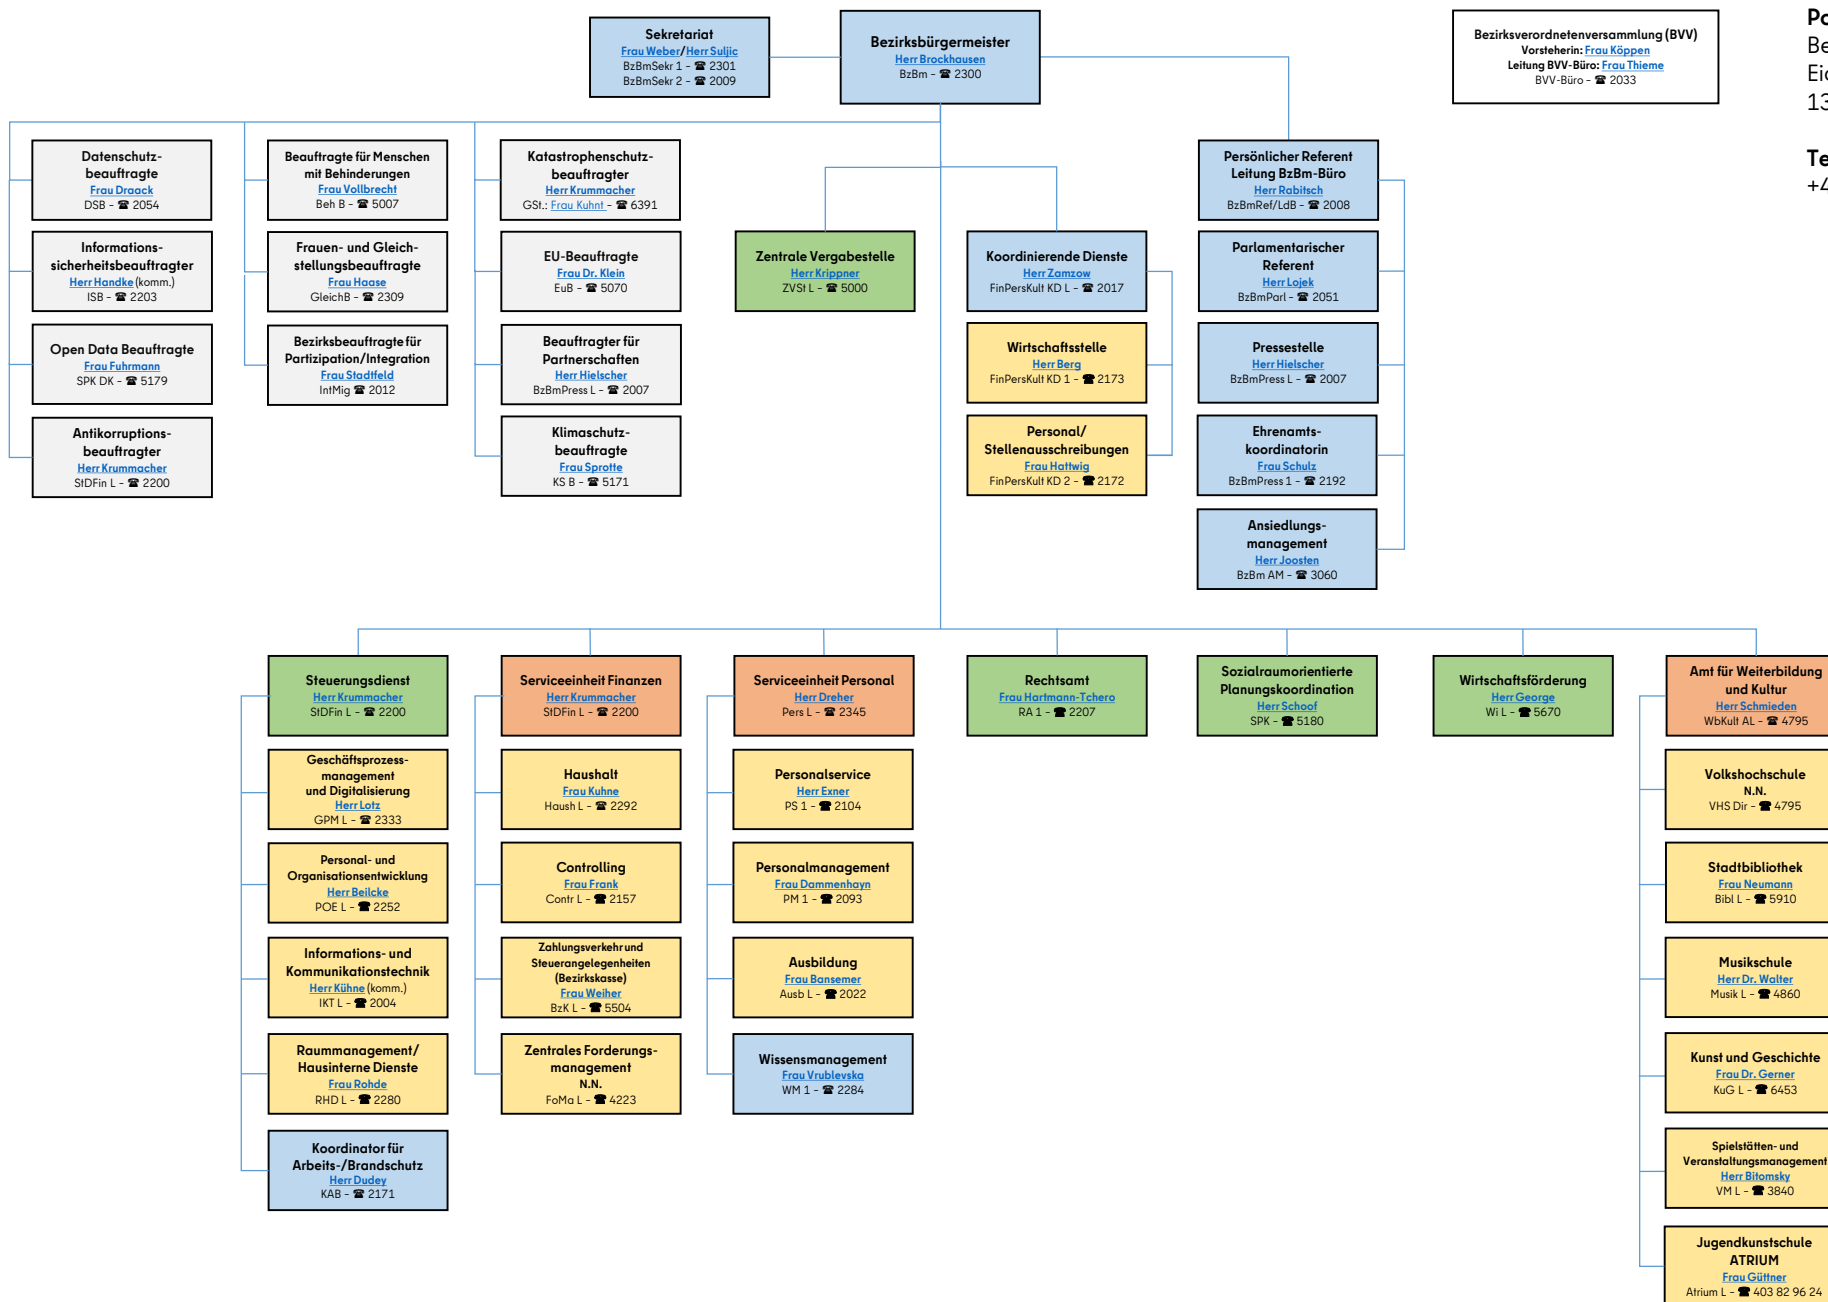 Sekretariat
Frau Weber/Herr Suljic
BzBmSekr 1 - ☎ 2301
BzBmSekr 2 - ☎ 2009
Bezirksbürgermeister
Herr Brockhausen
BzBm - ☎ 2300
Bezirksverordnetenversammlung (BVV)
Vorsteherin: Frau Köppen
Leitung BVV-Büro: Frau Thieme
BVV-Büro - ☎ 2033
Datenschutz-
beauftragte
Frau Draack
DSB - ☎ 2054
Informations-
sicherheitsbeauftragter
Herr Handke (komm.)
ISB - ☎ 2203
Open Data Beauftragte
Frau Fuhrmann
SPK DK - ☎ 5179
Antikorruptions-
beauftragter
Herr Krummacher
StDFin L - ☎ 2200
Beauftragte für Menschen
mit Behinderungen
Frau Vollbrecht
Beh B - ☎ 5007
Frauen- und Gleich-
stellungsbeauftragte
Frau Haase
GleichB - ☎ 2309
Bezirksbeauftragte für
Partizipation/Integration
Frau Stadtfeld
IntMig ☎ 2012
Katastrophenschutz-
beauftragter
Herr Krummacher
GSt.: Frau Kuhnt - ☎ 6391
EU-Beauftragte
Frau Dr. Klein
EuB - ☎ 5070
Beauftragter für
Partnerschaften
Herr Hielscher
BzBmPress L - ☎ 2007
Klimaschutz-
beauftragte
Frau Sprotte
KS B - ☎ 5171
Zentrale Vergabestelle
Herr Krippner
ZVSt L - ☎ 5000
Koordinierende Dienste
Herr Zamzow
FinPersKult KD L - ☎ 2017
Wirtschaftsstelle
Herr Berg
FinPersKult KD 1 - ☎ 2173
Personal/
Stellenausschreibungen
Frau Hattwig
FinPersKult KD 2 - ☎ 2172
Persönlicher Referent
Leitung BzBm-Büro
Herr Rabitsch
BzBmRef/LdB - ☎ 2008
Parlamentarischer
Referent
Herr Lojek
BzBmParl - ☎ 2051
Pressestelle
Herr Hielscher
BzBmPress L - ☎ 2007
Ehrenamts-
koordinatorin
Frau Schulz
BzBmPress 1 - ☎ 2192
Ansiedlungs-
management
Herr Joosten
BzBm AM - ☎ 3060
Steuerungsdienst
Herr Krummacher
StDFin L - ☎ 2200
Geschäftsprozess-
management
und Digitalisierung
Herr Lotz
GPM L - ☎ 2333
Personal- und
Organisationsentwicklung
Herr Beilcke
POE L - ☎ 2252
Informations- und
Kommunikationstechnik
Herr Kühne (komm.)
IKT L - ☎ 2004
Raummanagement/
Hausinterne Dienste
Frau Rohde
RHD L - ☎ 2280
Koordinator für
Arbeits-/Brandschutz
Herr Dudey
KAB - ☎ 2171
Serviceeinheit Finanzen
Herr Krummacher
StDFin L - ☎ 2200
Haushalt
Frau Kuhne
Haush L - ☎ 2292
Controlling
Frau Frank
Contr L - ☎ 2157
Zahlungsverkehr und
Steuerangelegenheiten
(Bezirkskasse)
Frau Weiher
BzK L - ☎ 5504
Zentrales Forderungs-
management
N.N.
FoMa L - ☎ 4223
Serviceeinheit Personal
Herr Dreher
Pers L - ☎ 2345
Personalservice
Herr Exner
PS 1 - ☎ 2104
Personalmanagement
Frau Dammenhayn
PM 1 - ☎ 2093
Ausbildung
Frau Bansemer
Ausb L - ☎ 2022
Wissensmanagement
Frau Vrublevska
WM 1 - ☎ 2284
Rechtsamt
Frau Hartmann-Tchero
RA 1 - ☎ 2207
Sozialraumorientierte
Planungskoordination
Herr Schoof
SPK - ☎ 5180
Wirtschaftsförderung
Herr George
Wi L - ☎ 5670
Amt für Weiterbildung
und Kultur
Herr Schmieden
WbKult AL - ☎ 4795
Volkshochschule
N.N.
VHS Dir - ☎ 4795
Stadtbibliothek
Frau Neumann
Bibl L - ☎ 5910
Musikschule
Herr Dr. Walter
Musik L - ☎ 4860
Kunst und Geschichte
Frau Dr. Gerner
KuG L - ☎ 6453
Spielstätten- und
Veranstaltungsmanagement
Herr Bitomsky
VM L - ☎ 3840
Jugendkunstschule
ATRIUM
Frau Güttner
Atrium L - ☎ 403 82 96 24